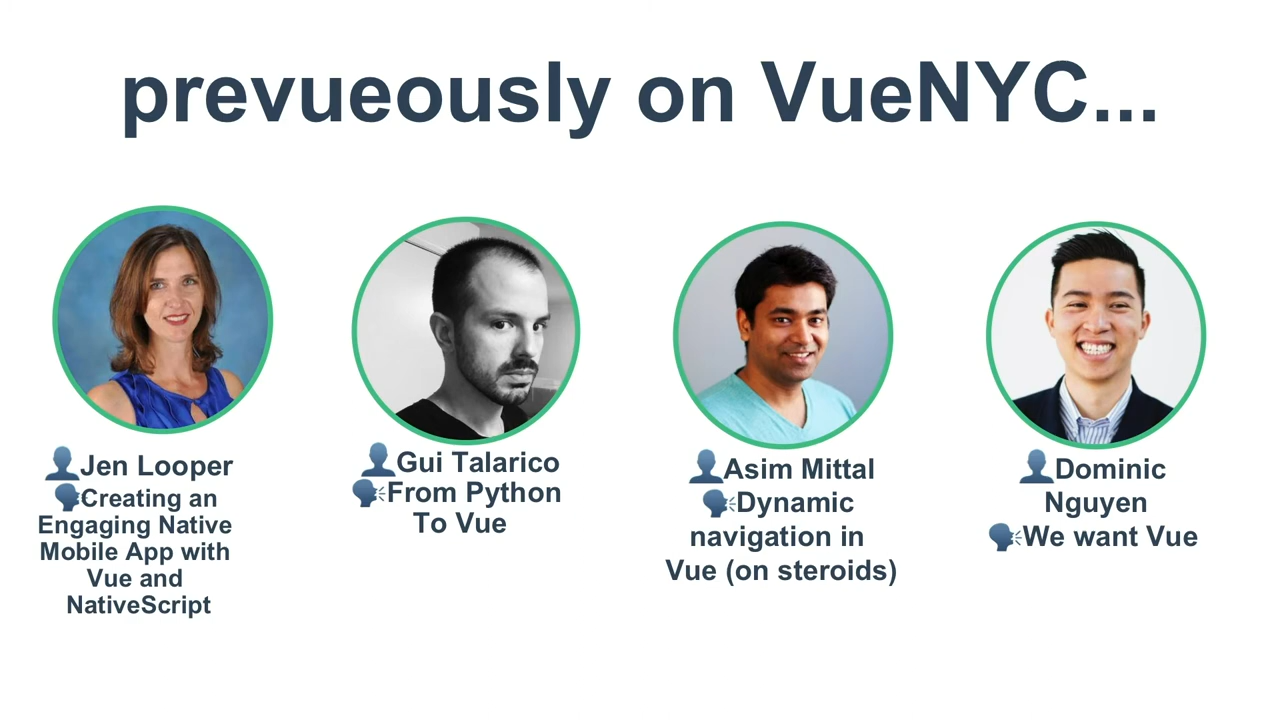 prevueously on VueNYC...
👤Jen Looper
🗣Creating an
Engaging Native
Mobile App with
Vue and
NativeScript
👤Gui Talarico
🗣From Python
To Vue
👤Asim Mittal
🗣Dynamic
navigation in
Vue (on steroids)
👤Dominic
Nguyen
🗣We want Vue